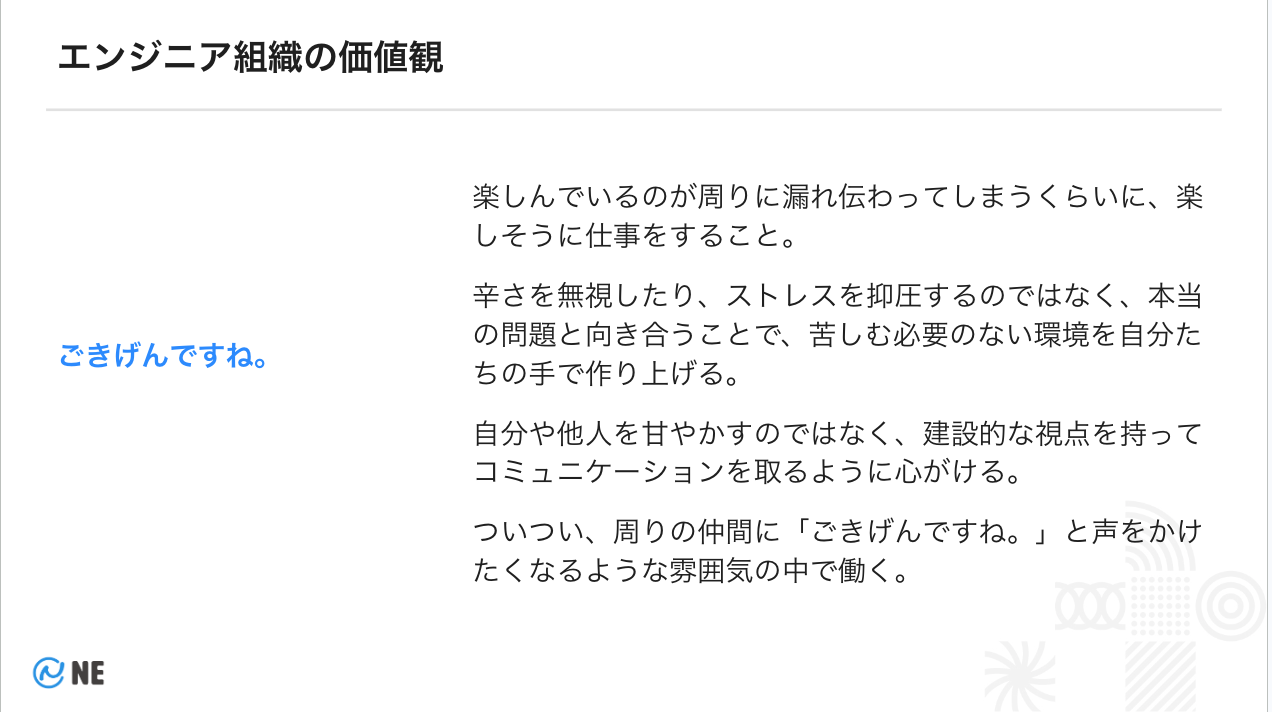 エンジニア組織の価値観
ごきげんですね。
楽しんでいるのが周りに漏れ伝わってしまうくらいに、楽
しそうに仕事をすること。
辛さを無視したり、ストレスを抑圧するのではなく、本当
の問題と向き合うことで、苦しむ必要のない環境を自分た
ちの手で作り上げる。
自分や他人を甘やかすのではなく、建設的な視点を持って
コミュニケーションを取るように心がける。
ついつい、周りの仲間に「ごきげんですね。」と声をかけ
たくなるような雰囲気の中で働く。
NE